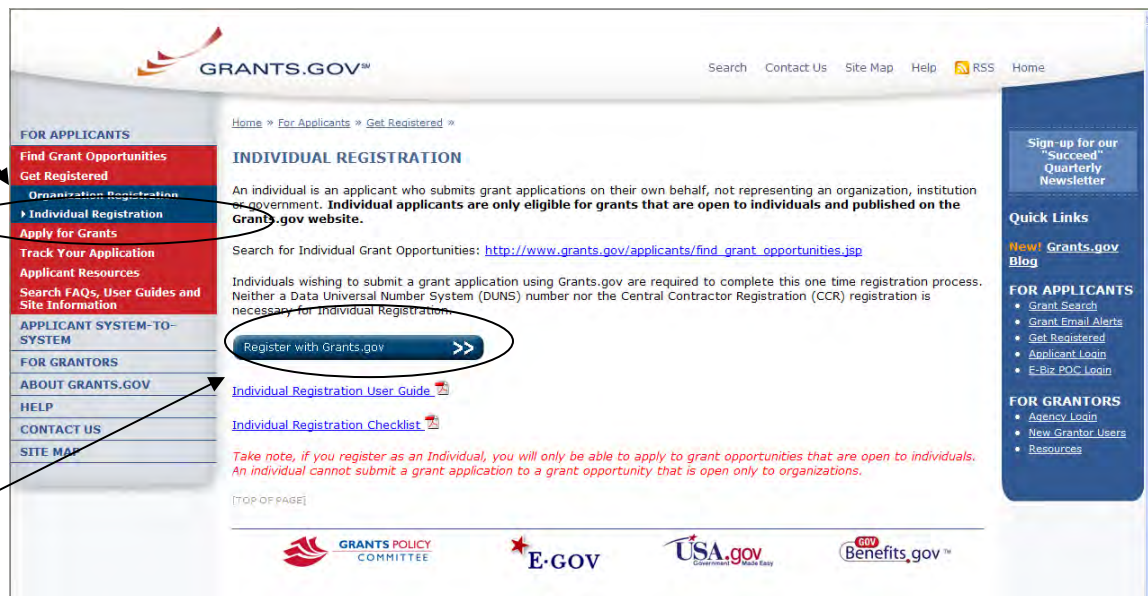 GRANTS.GOV℠
Search Contact Us Site Map Help RSS Home
FOR APPLICANTS
Find Grant Opportunities
Get Registered
Organization Registration
Individual Registration
Apply for Grants
Track Your Application
Applicant Resources
Search FAQs, User Guides and
Site Information
APPLICANT SYSTEM-TO-
SYSTEM
FOR GRANTORS
ABOUT GRANTS.GOV
HELP
CONTACT US
SITE MAP
Home » For Applicants » Get Registered »
INDIVIDUAL REGISTRATION
An individual is an applicant who submits grant applications on their own behalf, not representing an organization, institution
or government. Individual applicants are only eligible for grants that are open to individuals and published on the
Grants.gov website.
Search for Individual Grant Opportunities: http://www.grants.gov/applicants/find_grant_opportunities.jsp
Individuals wishing to submit a grant application using Grants.gov are required to complete this one time registration process.
Neither a Data Universal Number System (DUNS) number nor the Central Contractor Registration (CCR) registration is
necessary for Individual Registration.
Register with Grants.gov >>
Individual Registration User Guide
Individual Registration Checklist
Take note, if you register as an Individual, you will only be able to apply to grant opportunities that are open to individuals.
An individual cannot submit a grant application to a grant opportunity that is open only to organizations.
[TOP OF PAGE]
Sign-up for our
"Succeed"
Quarterly
Newsletter
Quick Links
New! Grants.gov
Blog
FOR APPLICANTS
• Grant Search
• Grant Email Alerts
• Get Registered
• Applicant Login
• E-Biz POC Login
FOR GRANTORS
• Agency Login
• New Grantor Users
• Resources
GRANTS POLICY
COMMITTEE
E·GOV
USA.gov
Government Made Easy
GOV
Benefits.gov ™